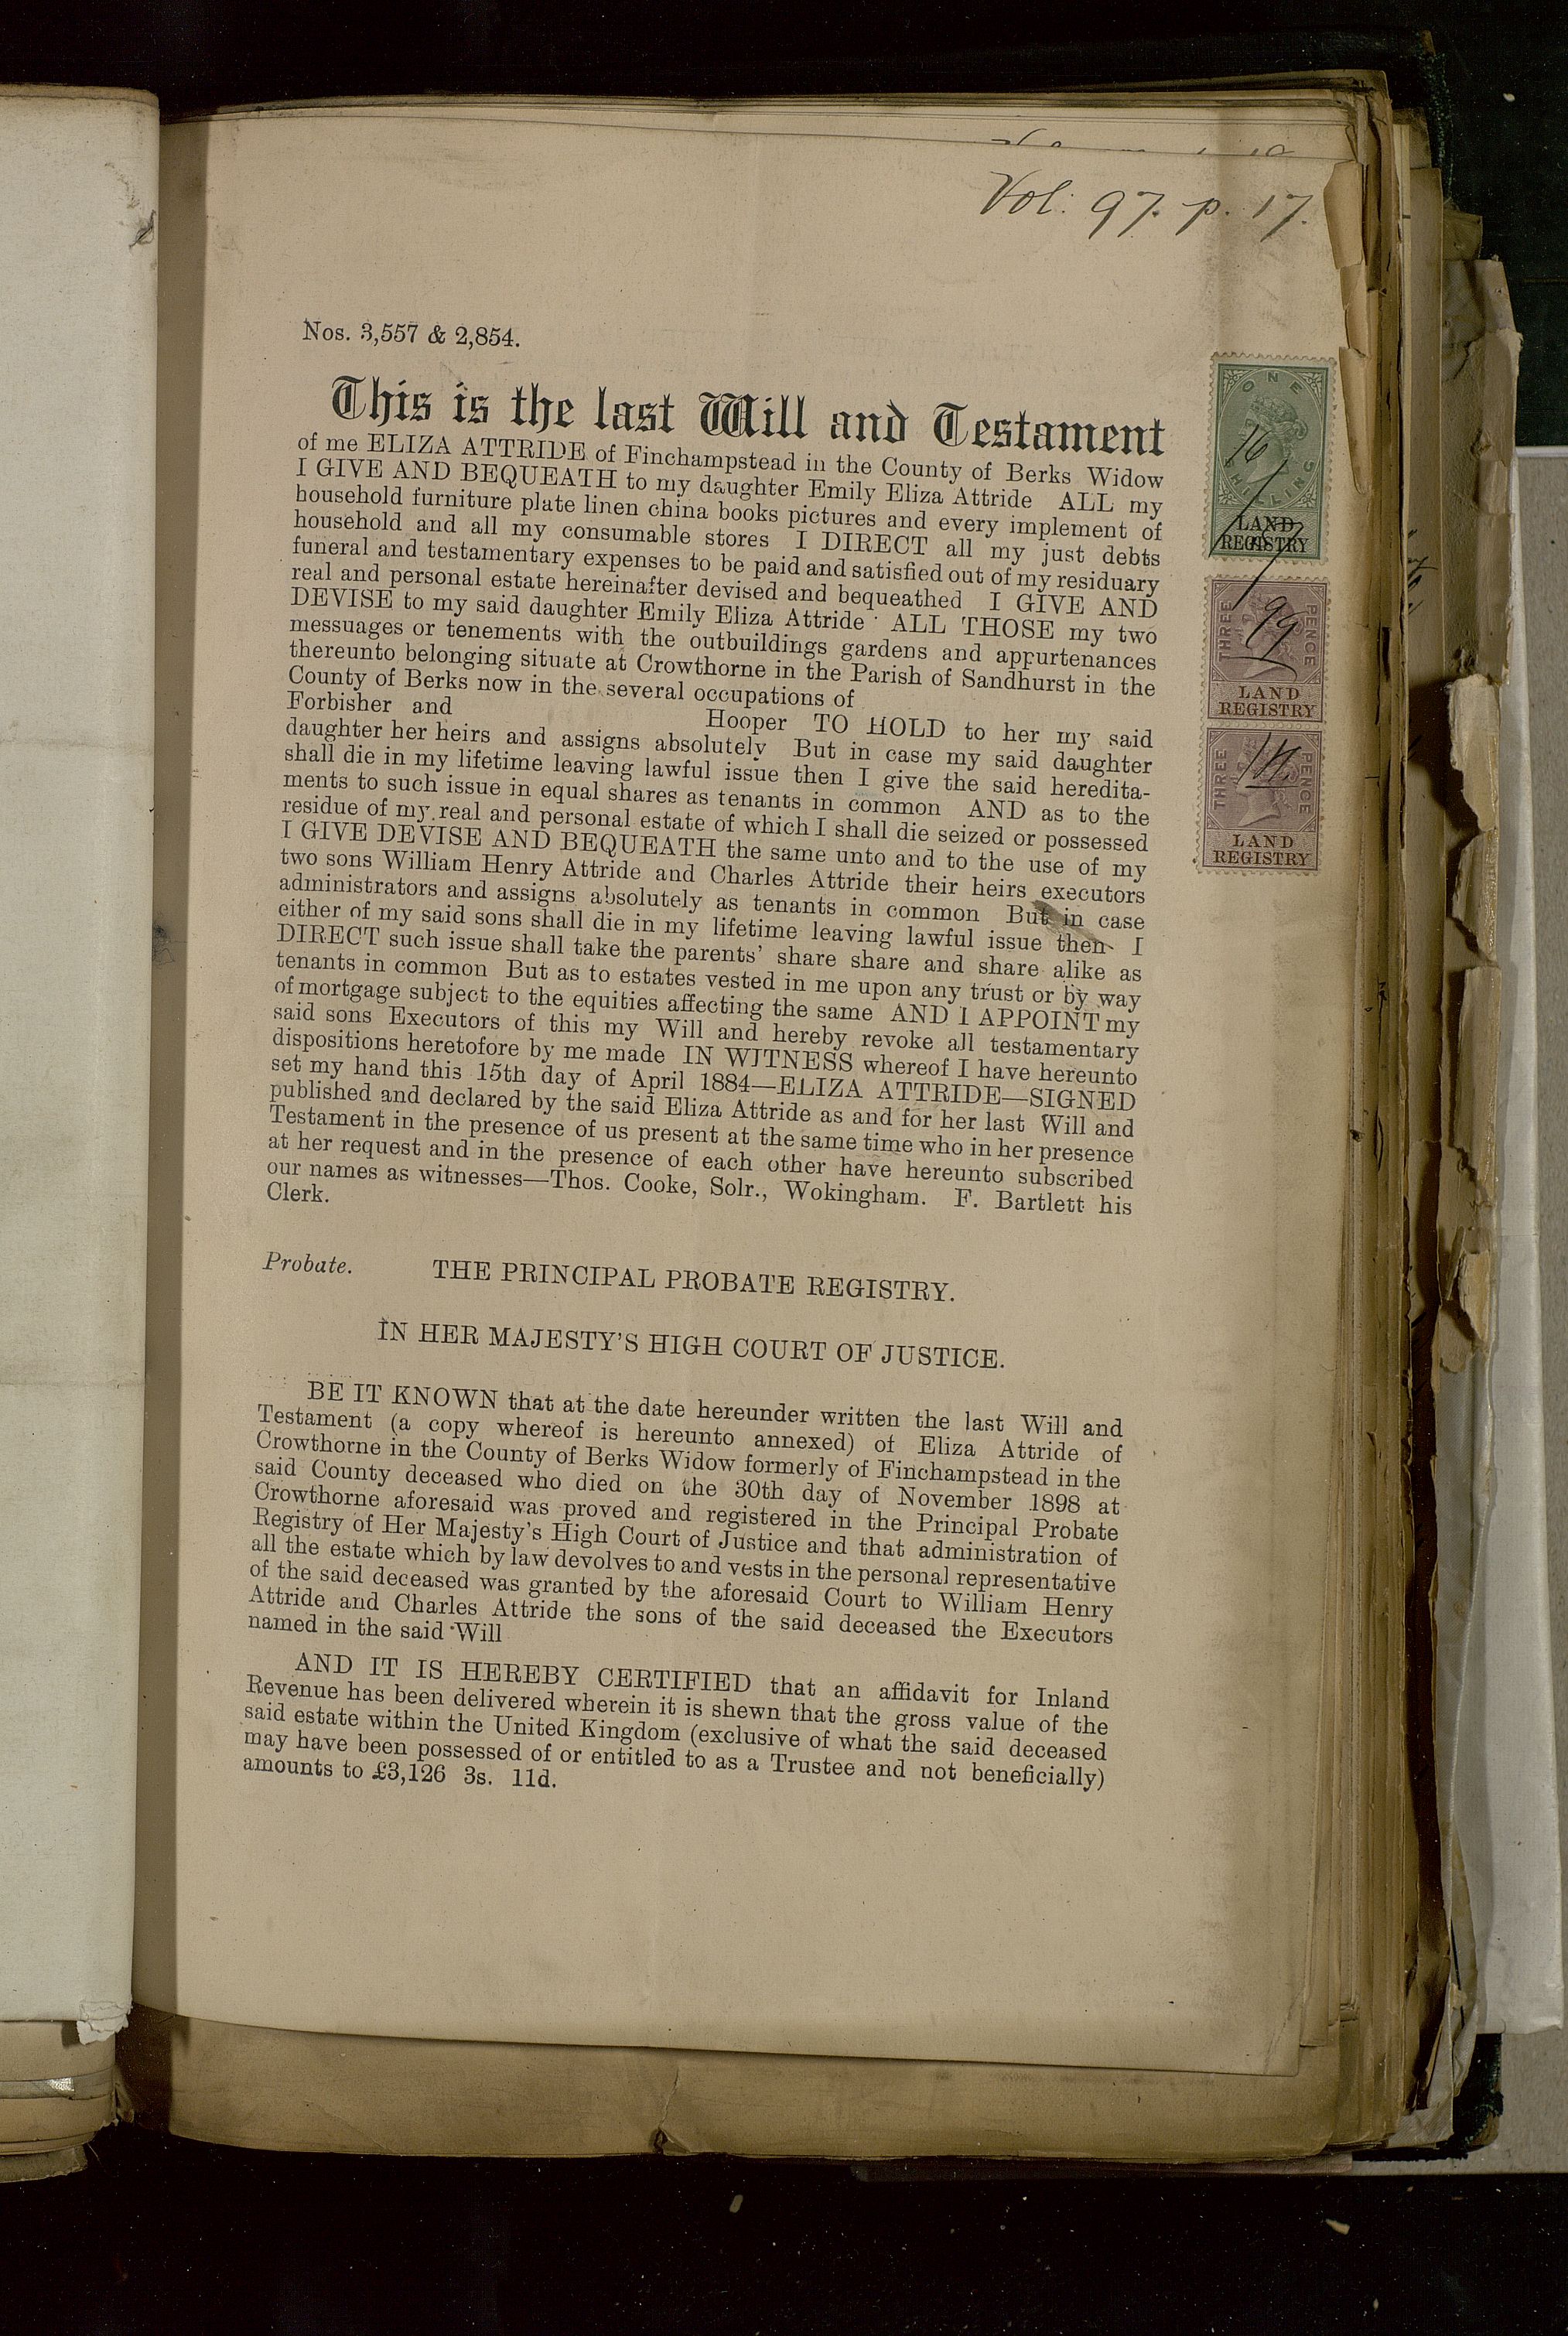 Vol: 97. p. 17.
Nos. 3,557 & 2,854.
This is the last Will and Testament
of me ELIZA ATTRIDE of Finchampstead in the County of Berks Widow
I GIVE AND BEQUEATH to my daughter Emily Eliza Attride ALL my
household furniture plate linen china books pictures and every implement of
household and all my consumable stores I DIRECT all my just debts
funeral and testamentary expenses to be paid and satisfied out of my residuary
real and personal estate hereinafter devised and bequeathed I GIVE AND
DEVISE to my said daughter Emily Eliza Attride ALL THOSE my two
messuages or tenements with the outbuildings gardens and appurtenances
thereunto belonging situate at Crowthorne in the Parish of Sandhurst in the
County of Berks now in the several occupations of
Forbisher and Hooper TO HOLD to her my said
daughter her heirs and assigns absolutely But in case my said daughter
shall die in my lifetime leaving lawful issue then I give the said heredita-
ments to such issue in equal shares as tenants in common AND as to the
residue of my real and personal estate of which I shall die seized or possessed
I GIVE DEVISE AND BEQUEATH the same unto and to the use of my
two sons William Henry Attride and Charles Attride their heirs executors
administrators and assigns absolutely as tenants in common But in case
either of my said sons shall die in my lifetime leaving lawful issue then I
DIRECT such issue shall take the parents' share share and share alike as
tenants in common But as to estates vested in me upon any trust or by way
of mortgage subject to the equities affecting the same AND I APPOINT my
said sons Executors of this my Will and hereby revoke all testamentary
dispositions heretofore by me made IN WITNESS whereof I have hereunto
set my hand this 15th day of April 1884—ELIZA ATTRIDE—SIGNED
published and declared by the said Eliza Attride as and for her last Will and
Testament in the presence of us present at the same time who in her presence
at her request and in the presence of each other have hereunto subscribed
our names as witnesses—Thos. Cooke, Solr., Wokingham. F. Bartlett his
Clerk.
Probate. THE PRINCIPAL PROBATE REGISTRY.
IN HER MAJESTY'S HIGH COURT OF JUSTICE.
BE IT KNOWN that at the date hereunder written the last Will and
Testament (a copy whereof is hereunto annexed) of Eliza Attride of
Crowthorne in the County of Berks Widow formerly of Finchampstead in the
said County deceased who died on the 30th day of November 1898 at
Crowthorne aforesaid was proved and registered in the Principal Probate
Registry of Her Majesty's High Court of Justice and that administration of
all the estate which by law devolves to and vests in the personal representative
of the said deceased was granted by the aforesaid Court to William Henry
Attride and Charles Attride the sons of the said deceased the Executors
named in the said Will
AND IT IS HEREBY CERTIFIED that an affidavit for Inland
Revenue has been delivered wherein it is shewn that the gross value of the
said estate within the United Kingdom (exclusive of what the said deceased
may have been possessed of or entitled to as a Trustee and not beneficially)
amounts to £3,126 3s. 11d.
ONE
SHILLING
16
LAND
REGISTRY
THREE PENCE
99
LAND
REGISTRY
THREE PENCE
LAND
REGISTRY